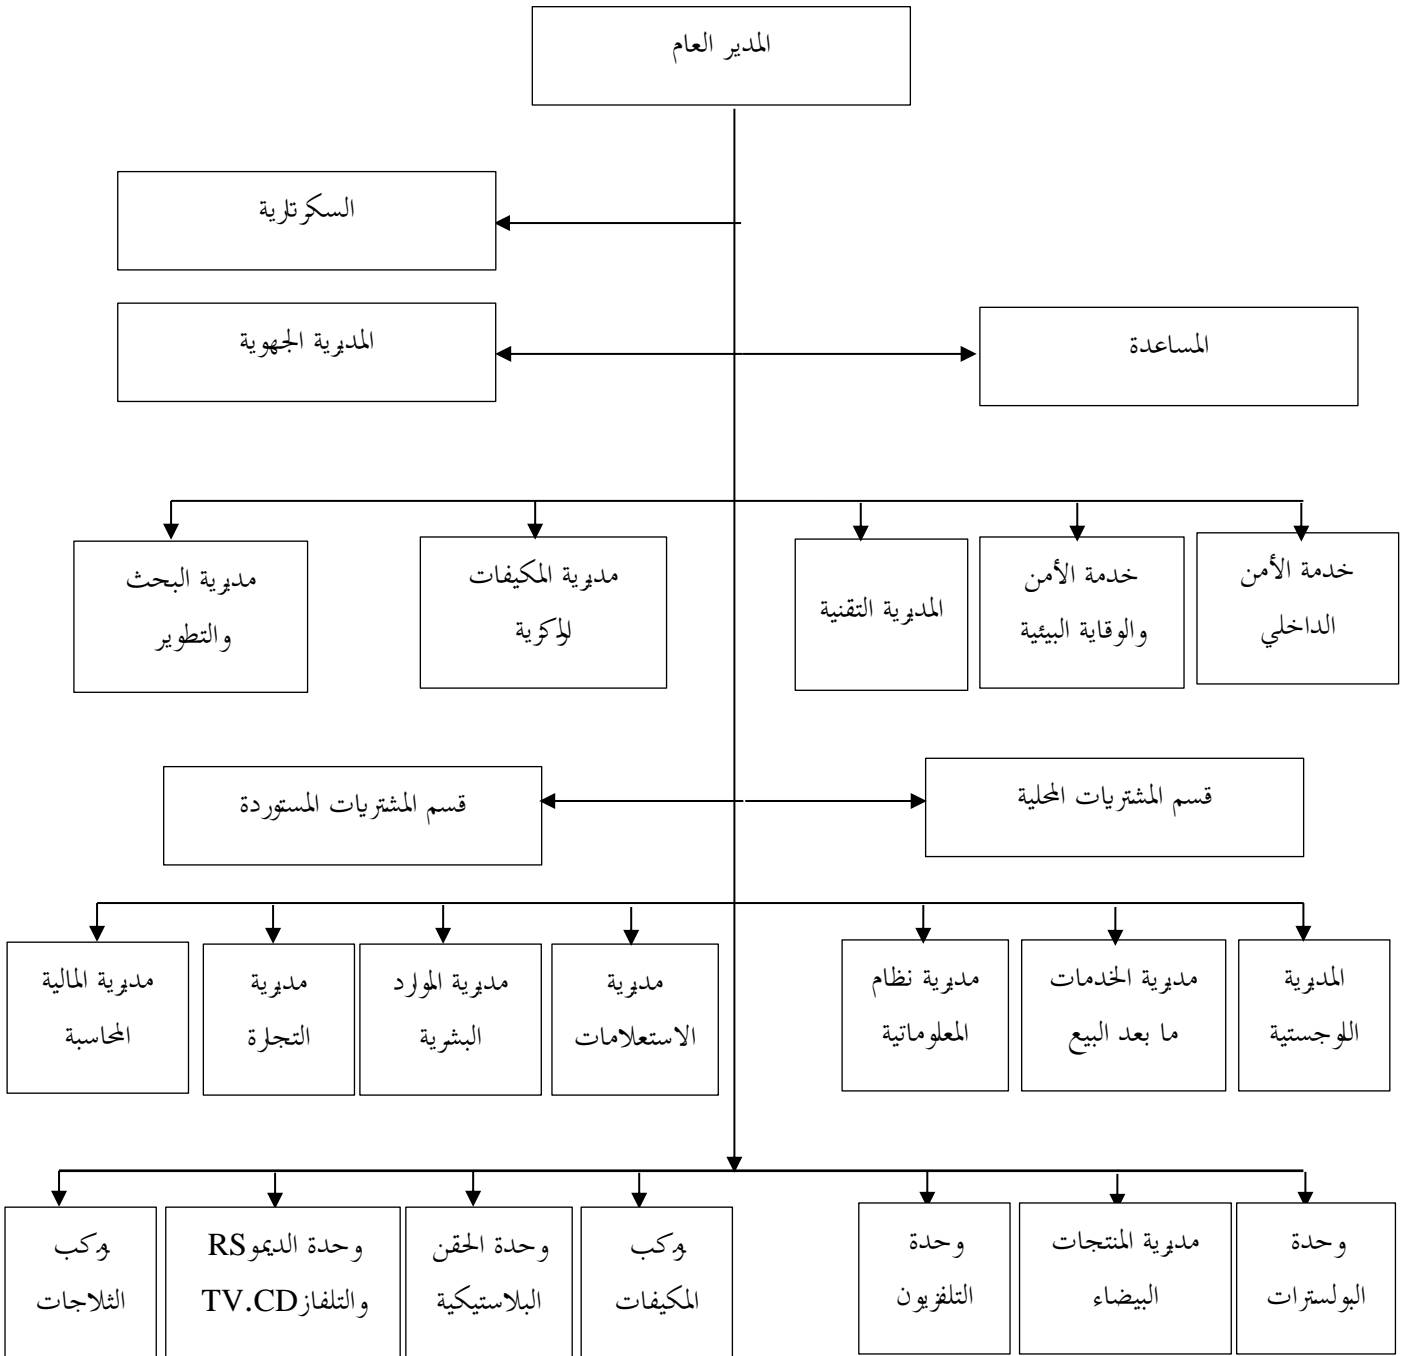 المدير العام
السكرتارية
المديرية الجهوية
المساعدة
خدمة الأمن
الداخلي
خدمة الأمن
والوقاية البيئية
المديرية التقنية
مديرية المكيفات
المركزية
مديرية البحث
والتطوير
قسم المشتريات المحلية
قسم المشتريات المستوردة
المديرية
اللوجستية
مديرية الخدمات
ما بعد البيع
مديرية نظام
المعلوماتية
مديرية
الاستعلامات
مديرية الموارد
البشرية
مديرية
التجارة
مديرية المالية
المحاسبة
وحدة
البولسترات
مديرية المنتجات
البيضاء
وحدة
التلفزيون
مركب
المكيفات
وحدة الحقن
البلاستيكية
وحدة الديموRS
والتلفازTV.CD
مركب
الثلاجات